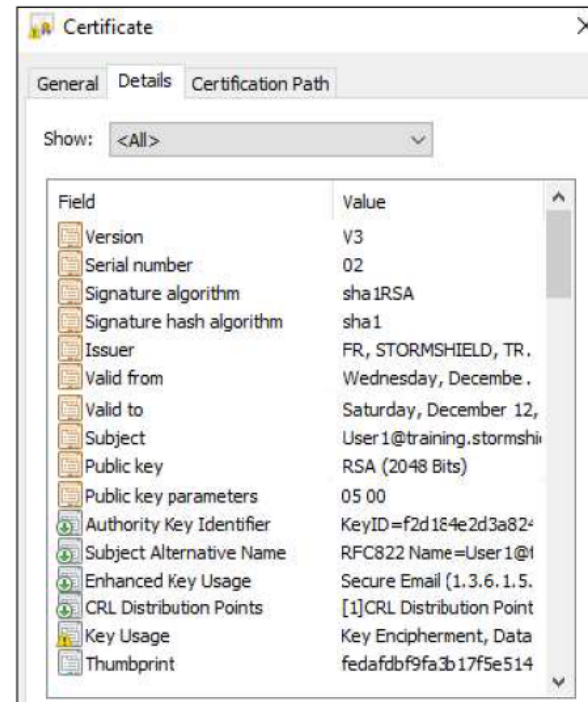 Certificate
General Details Certification Path
Show: <All>
Field Value
Version V3
Serial number 02
Signature algorithm sha1RSA
Signature hash algorithm sha1
Issuer FR, STORMSHIELD, TR.
Valid from Wednesday, Decembe.
Valid to Saturday, December 12,
Subject User1@training.stormshi
Public key RSA (2048 Bits)
Public key parameters 05 00
Authority Key Identifier KeyID=f2d184e2d3a824
Subject Alternative Name RFC822 Name=User1@t
Enhanced Key Usage Secure Email (1.3.6.1.5.
CRL Distribution Points [1]CRL Distribution Point
Key Usage Key Encipherment, Data
Thumbprint fedafdbf9fa3b17f5e514